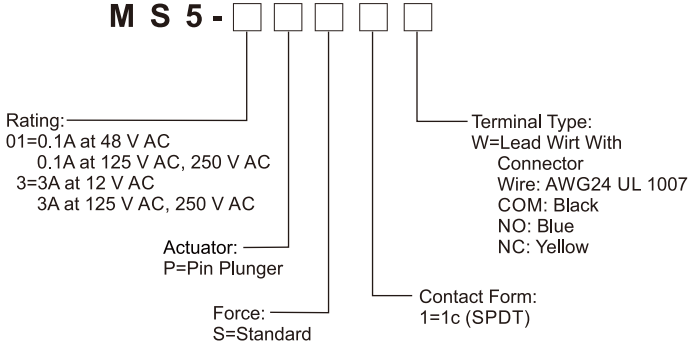 MS5-
Rating:
01=0.1A at 48 V AC
0.1A at 125 V AC, 250 V AC
3=3A at 12 V AC
3A at 125 V AC, 250 V AC
Actuator:
P=Pin Plunger
Force:
S=Standard
Contact Form:
1=1c (SPDT)
Terminal Type:
W=Lead Wirt With
Connector
Wire: AWG24 UL 1007
COM: Black
NO: Blue
NC: Yellow